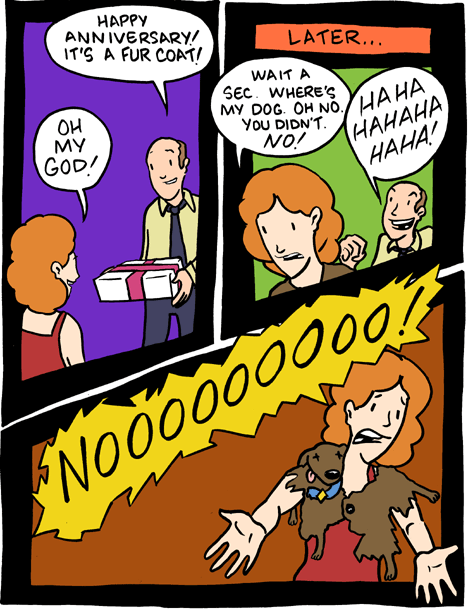 HAPPY
ANNIVERSARY!
IT'S A FUR COAT!
OH
MY
GOD!
LATER...
WAIT A
SEC. WHERE'S
MY DOG. OH NO.
YOU DIDN'T.
NO!
HAHA
HAHAHA
HAHA!
NOOOOOOOOO!